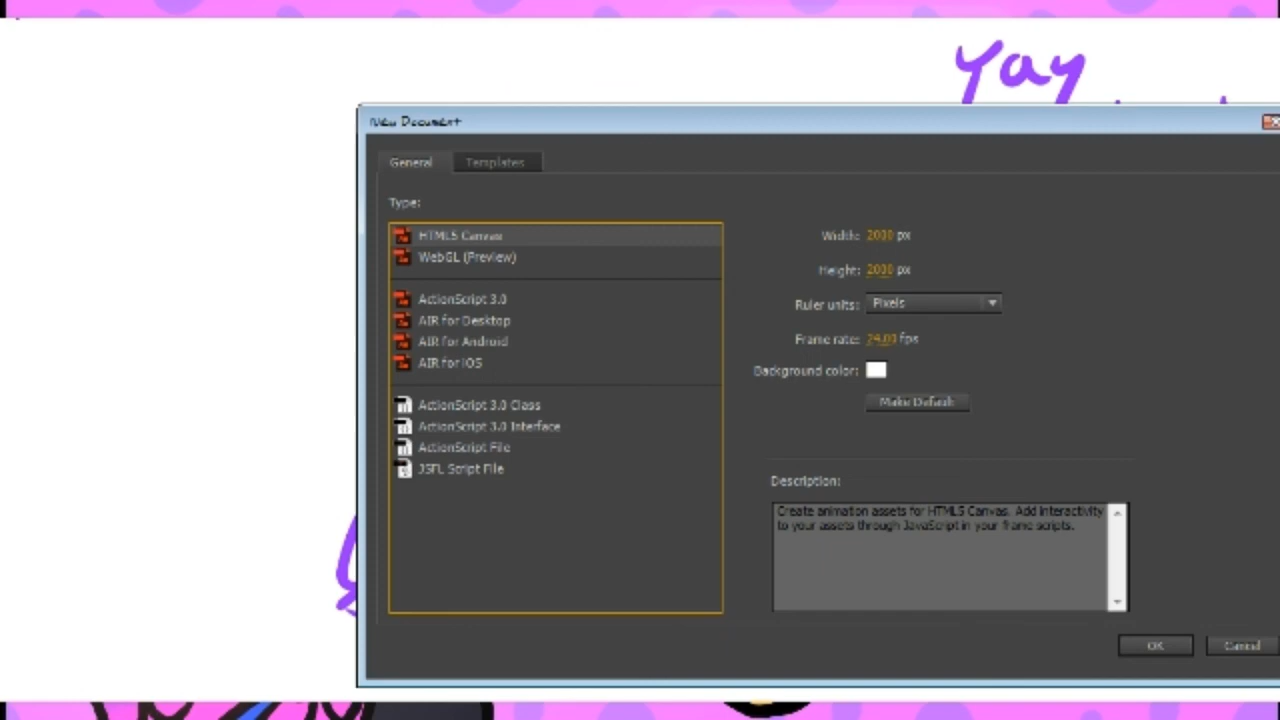 Yay
New Document
General Templates
Type:
HTML5 Canvas
WebGL (Preview)
ActionScript 3.0
AIR for Desktop
AIR for Android
AIR for iOS
ActionScript 3.0 Class
ActionScript 3.0 Interface
ActionScript File
JSFL Script File
Width: 2000 px
Height: 2000 px
Ruler units: Pixels
Frame rate: 24.00 fps
Background color:
Make Default
Description:
Create animation assets for HTML5 Canvas. Add interactivity
to your assets through JavaScript in your frame scripts.
OK Cancel